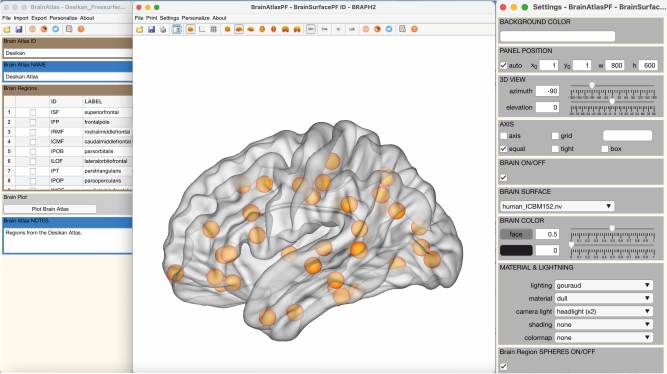 BrainAtlas - Desikan_Freesurfer...
File Import Export Personalize About
Brain Atlas ID
Desikan
Brain Atlas NAME
Desikan Atlas
Brain Regions
ID LABEL
1 lSF superiorfrontal
2 lFP frontalpole
3 lRMF rostralmiddlefrontal
4 lCMF caudalmiddlefrontal
5 lPOB parsorbitalis
6 lLOF lateralorbitofrontal
7 lPT parstriangularis
8 lPOP parsopercularis
Brain Plot
Plot Brain Atlas
Brain Atlas NOTES
Regions from the Desikan Atlas.
BrainAtlasPF - BrainSurfacePF ID - BRAPH2
File Print Settings Personalize About
Settings - BrainAtlasPF - BrainSurfac...
BACKGROUND COLOR
PANEL POSITION
auto x0 1 y0 1 w 800 h 600
3D VIEW
azimuth -90
elevation 0
AXIS
axis grid
equal tight box
BRAIN ON/OFF
BRAIN SURFACE
human_ICBM152.nv
BRAIN COLOR
face 0.5
0
MATERIAL & LIGHTNING
lighting gouraud
material dull
camera light headlight (x2)
shading none
colormap none
Brain Region SPHERES ON/OFF